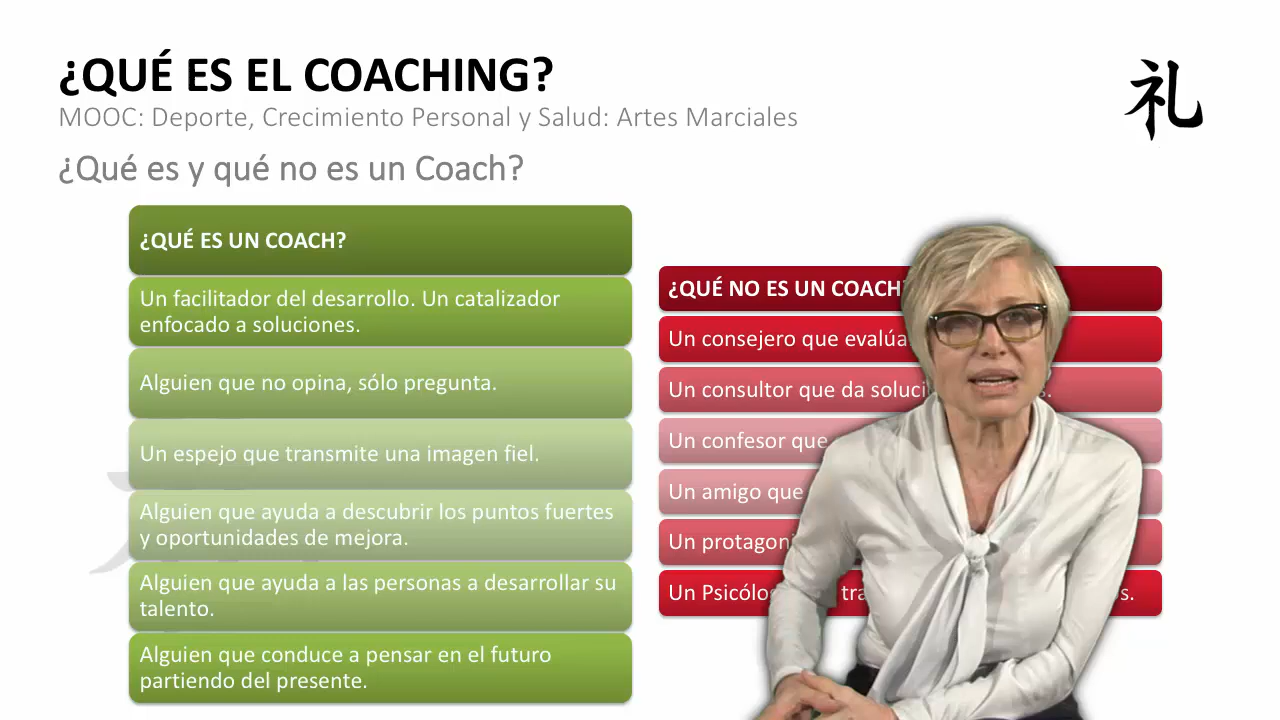 ¿QUÉ ES EL COACHING?
MOOC: Deporte, Crecimiento Personal y Salud: Artes Marciales
礼
¿Qué es y qué no es un Coach?
¿QUÉ ES UN COACH?
Un facilitador del desarrollo. Un catalizador
enfocado a soluciones.
Alguien que no opina, sólo pregunta.
Un espejo que transmite una imagen fiel.
Alguien que ayuda a descubrir los puntos fuertes
y oportunidades de mejora.
Alguien que ayuda a las personas a desarrollar su
talento.
Alguien que conduce a pensar en el futuro
partiendo del presente.
¿QUÉ NO ES UN COACH?
Un consejero que evalúa
Un consultor que da
Un confesor que
Un amigo que
Un
Un